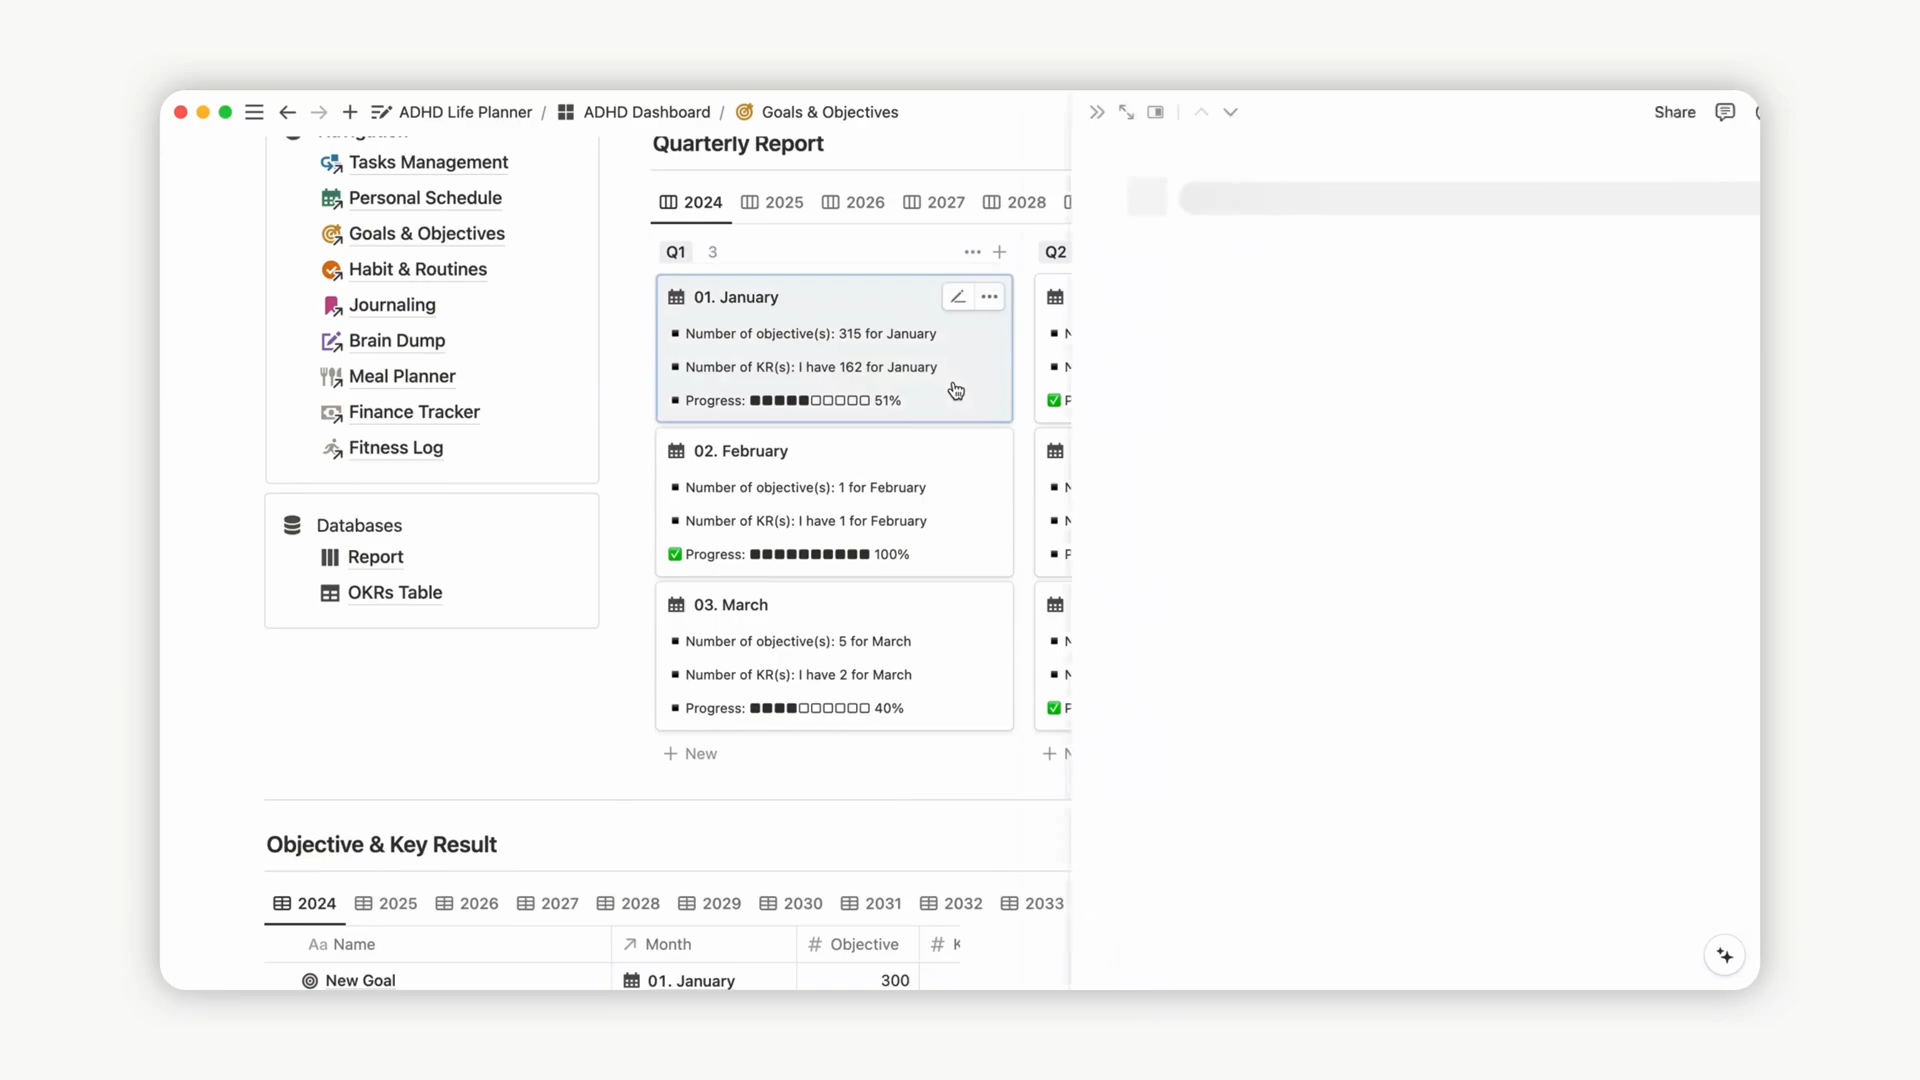 ADHD Life Planner / ADHD Dashboard / Goals & Objectives
Share
Tasks Management
Personal Schedule
Goals & Objectives
Habit & Routines
Journaling
Brain Dump
Meal Planner
Finance Tracker
Fitness Log
Databases
Report
OKRs Table
Quarterly Report
2024 2025 2026 2027 2028
Q1 3
01. January
Number of objective(s): 315 for January
Number of KR(s): I have 162 for January
Progress: ■■■■■□□□□□ 51%
02. February
Number of objective(s): 1 for February
Number of KR(s): I have 1 for February
✅ Progress: ■■■■■■■■■■ 100%
03. March
Number of objective(s): 5 for March
Number of KR(s): I have 2 for March
Progress: ■■■■□□□□□□ 40%
+ New
Q2
Objective & Key Result
2024 2025 2026 2027 2028 2029 2030 2031 2032 2033
Aa Name Month # Objective # K
New Goal 01. January 300